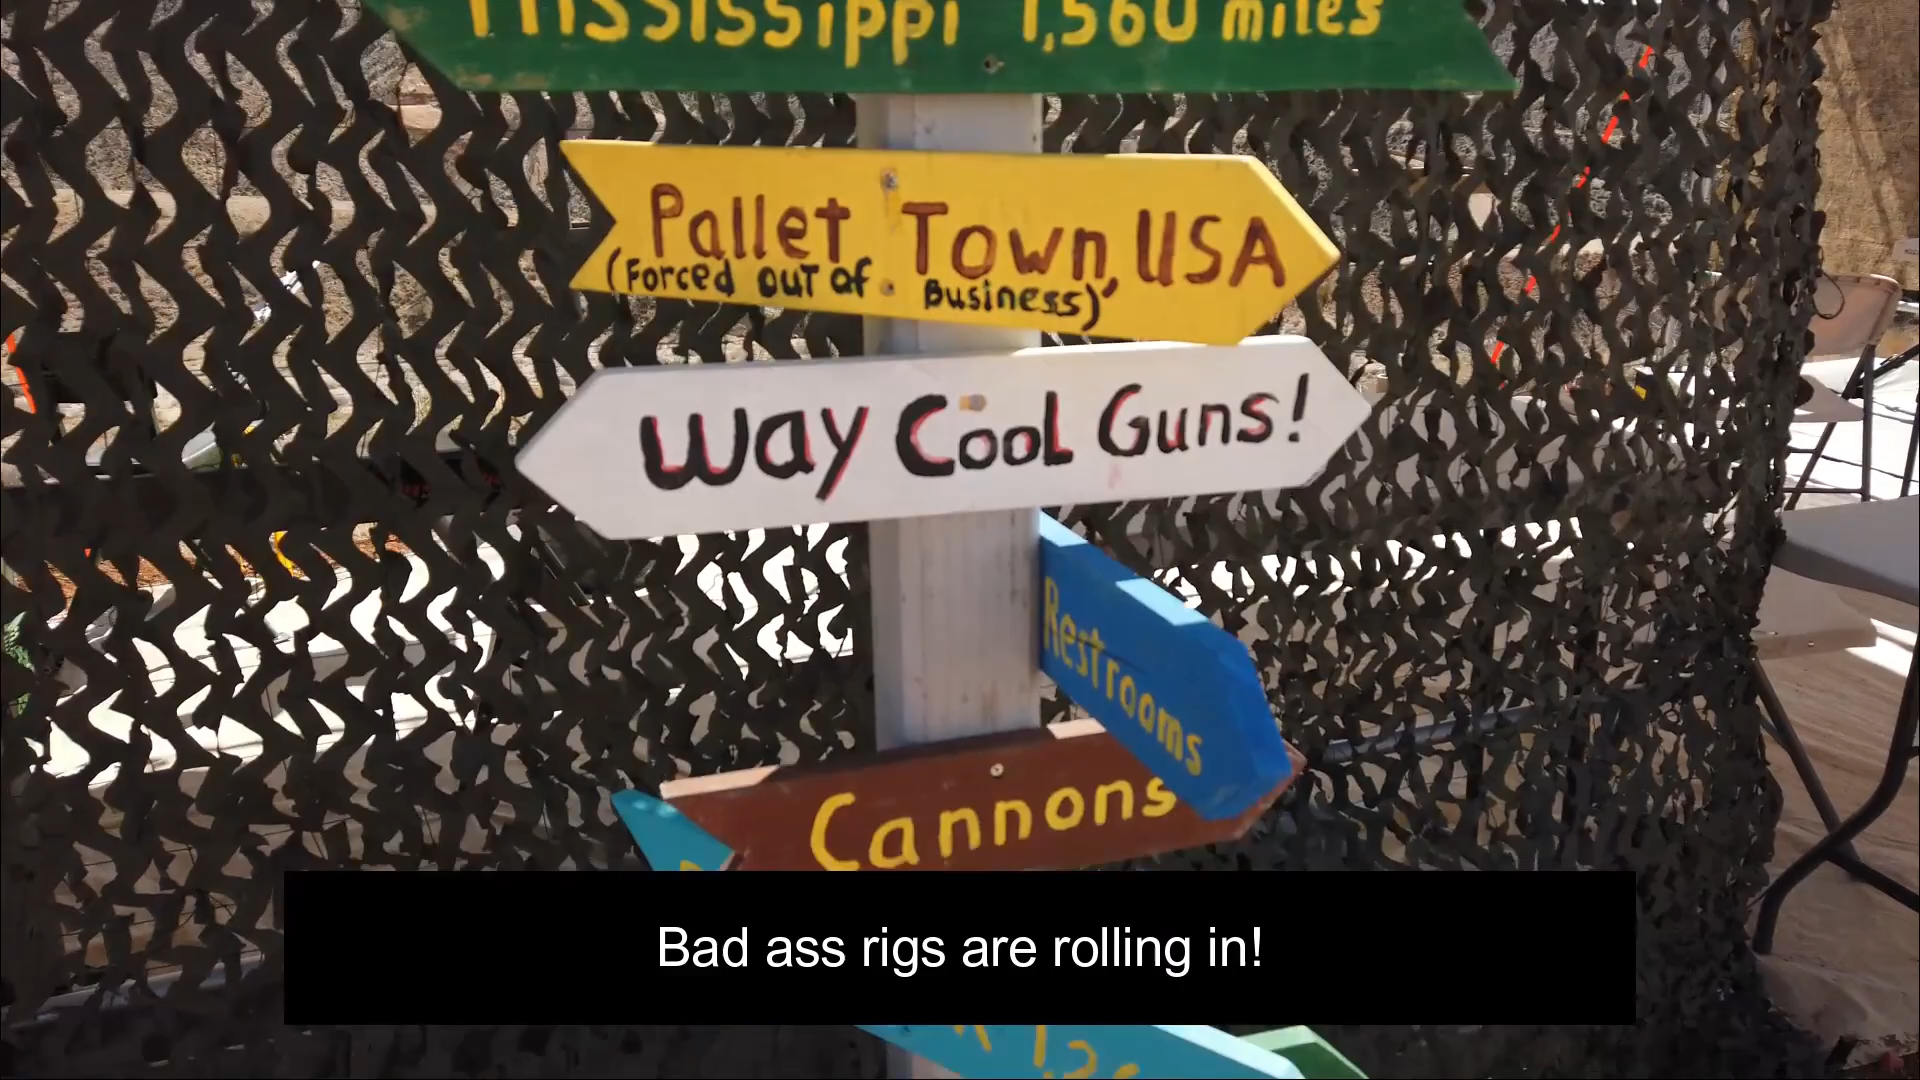 Mississippi 1,560 miles
Pallet Town, USA
(Forced out of Business)
Way Cool Guns!
Restrooms
Cannons
Bad ass rigs are rolling in!